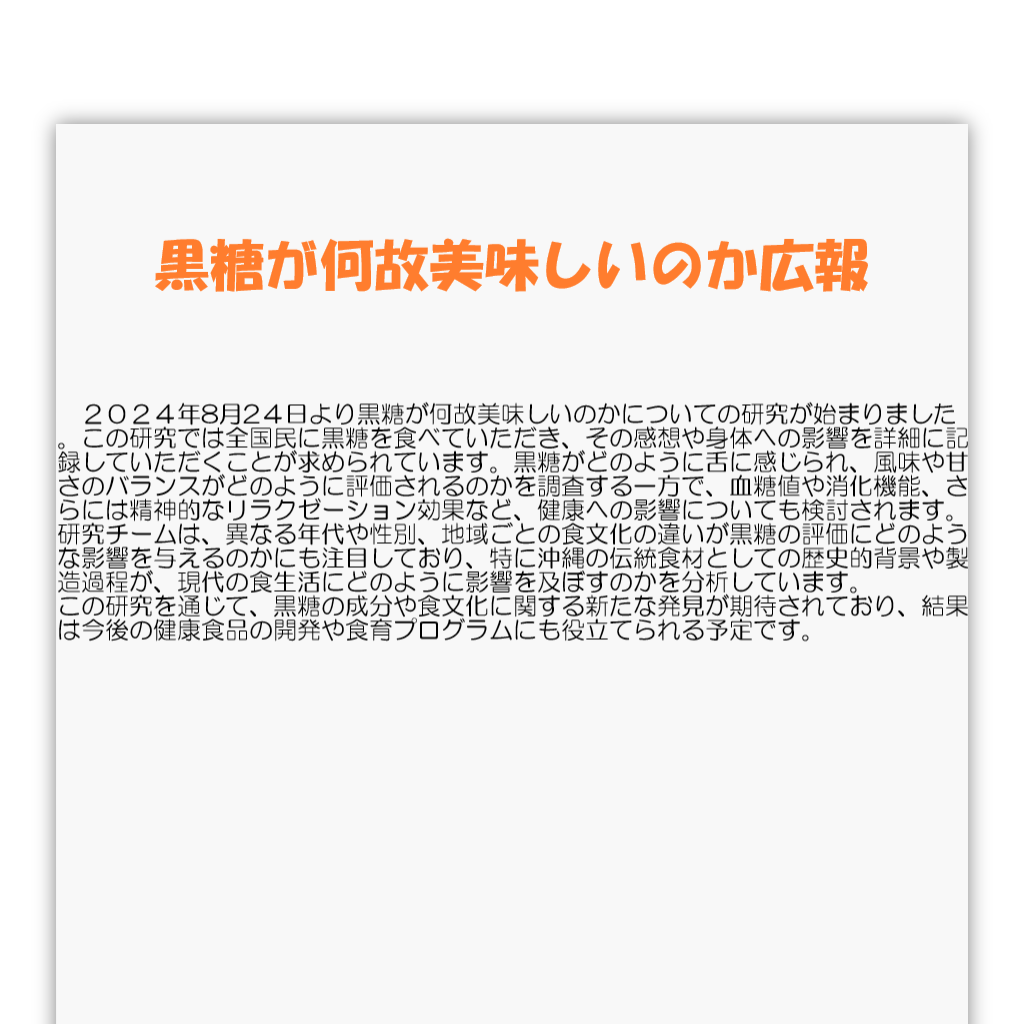 黒糖が何故美味しいのか広報
　２０２４年8月２４日より黒糖が何故美味しいのかについての研究が始まりました
。この研究では全国民に黒糖を食べていただき、その感想や身体への影響を詳細に記
録していただくことが求められています。黒糖がどのように舌に感じられ、風味や甘
さのバランスがどのように評価されるのかを調査する一方で、血糖値や消化機能、さ
らには精神的なリラクゼーション効果など、健康への影響についても検討されます。
研究チームは、異なる年代や性別、地域ごとの食文化の違いが黒糖の評価にどのよう
な影響を与えるのかにも注目しており、特に沖縄の伝統食材としての歴史的背景や製
造過程が、現代の食生活にどのように影響を及ぼすのかを分析しています。
この研究を通じて、黒糖の成分や食文化に関する新たな発見が期待されており、結果
は今後の健康食品の開発や食育プログラムにも役立てられる予定です。